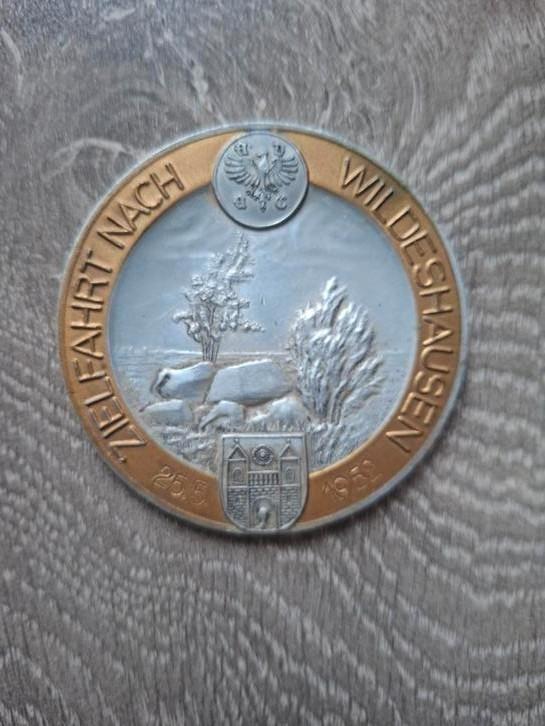 ZIELFAHRT NACH WILDESHAUSEN
25.5. 1952